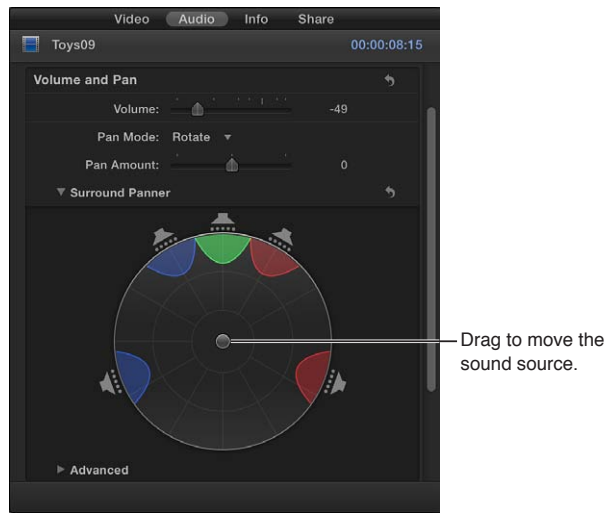 Video Audio Info Share
Toys09 00:00:08:15
Volume and Pan
Volume: -49
Pan Mode: Rotate
Pan Amount: 0
Surround Panner
Drag to move the
sound source.
Advanced